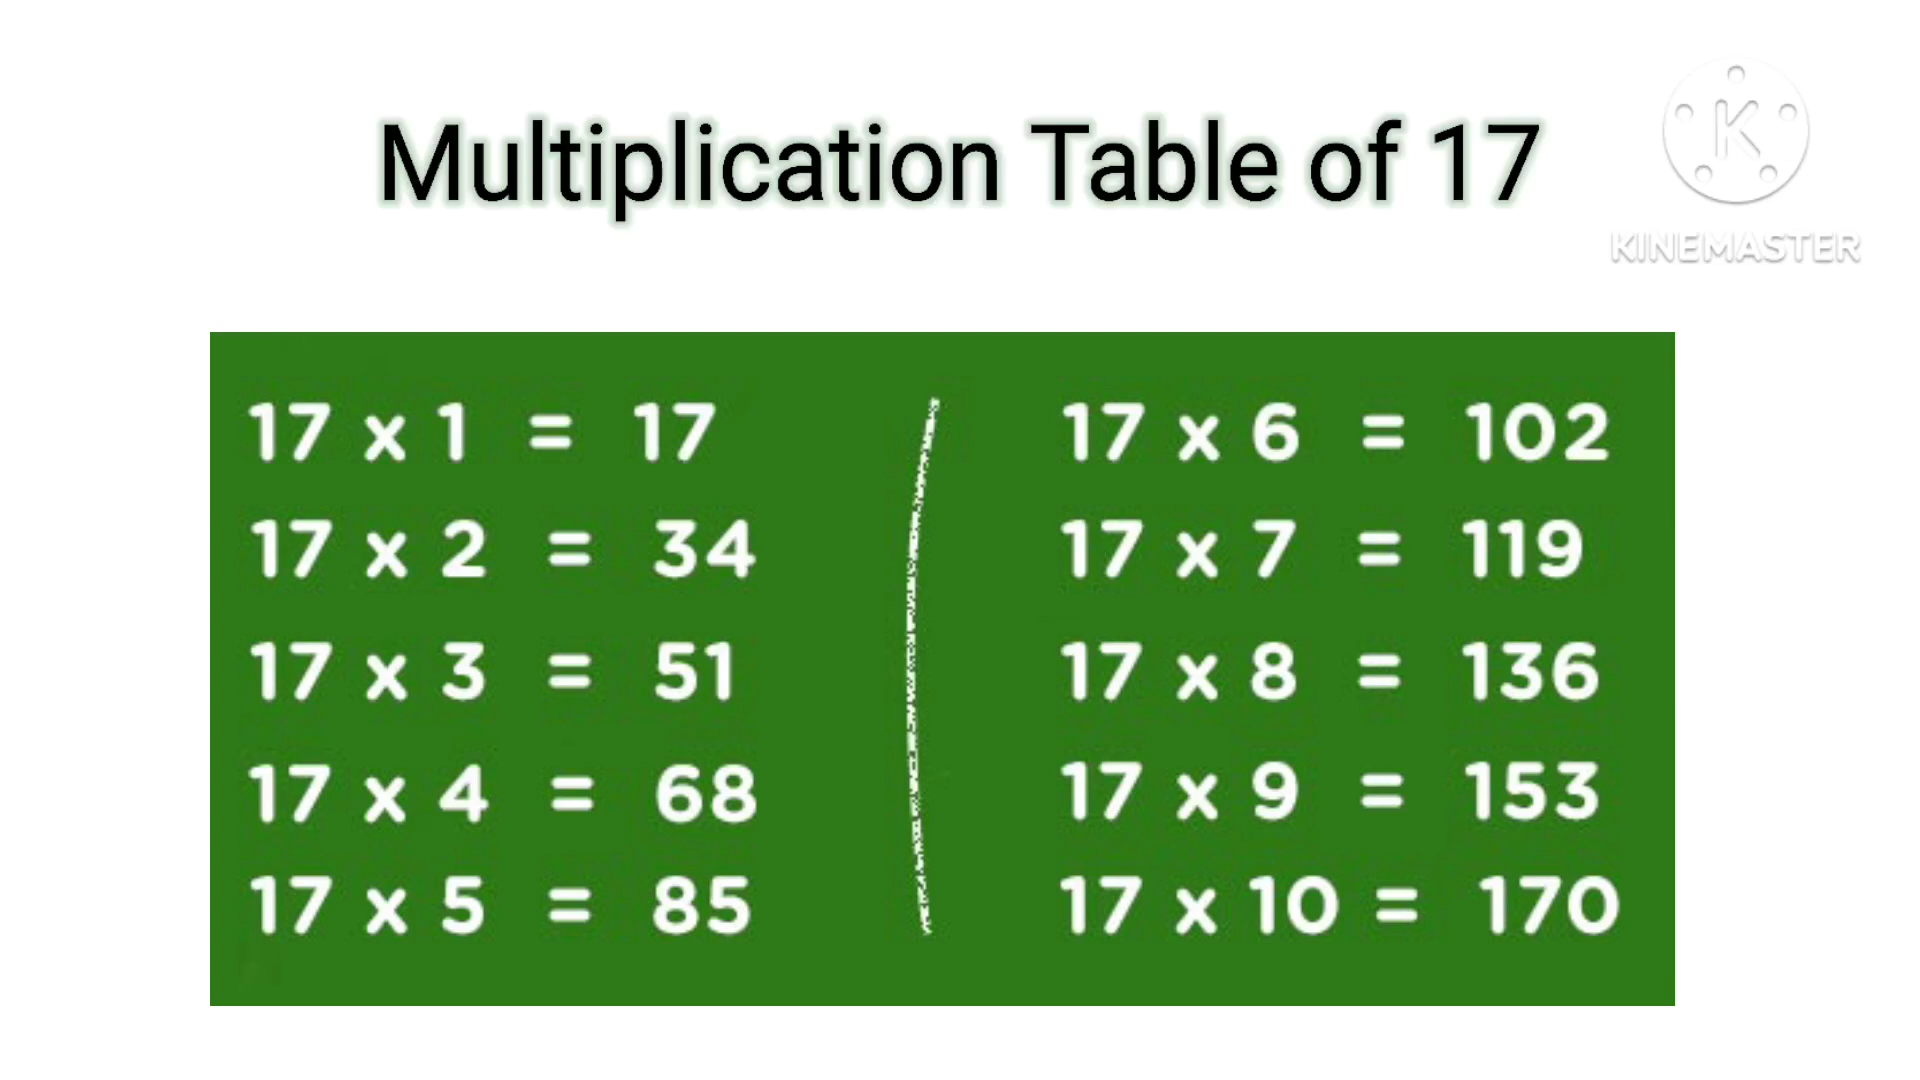 Multiplication Table of 17
K
KINEMASTER
17 x 1 = 17
17 x 2 = 34
17 x 3 = 51
17 x 4 = 68
17 x 5 = 85
17 x 6 = 102
17 x 7 = 119
17 x 8 = 136
17 x 9 = 153
17 x 10 = 170